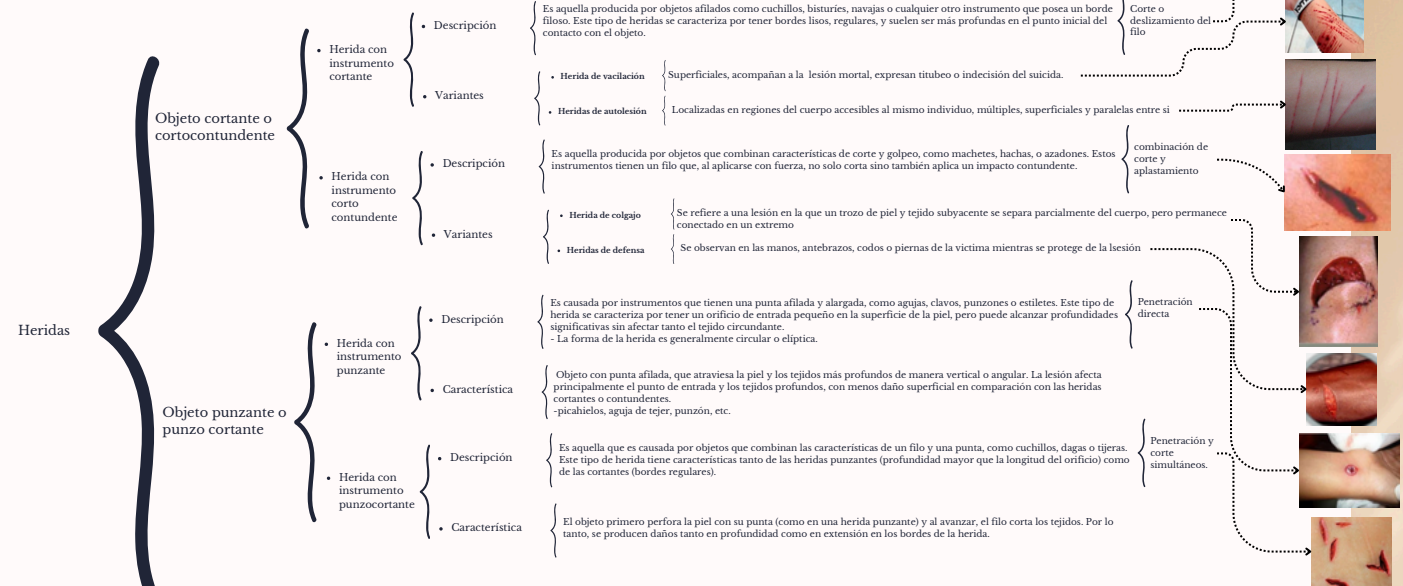 Heridas
Objeto cortante o
cortocontundente
Herida con
instrumento
cortante
Descripción
Es aquella producida por objetos afilados como cuchillos, bisturíes, navajas o cualquier otro instrumento que posea un borde
filoso. Este tipo de heridas se caracteriza por tener bordes lisos, regulares, y suelen ser más profundas en el punto inicial del
contacto con el objeto.
Corte o
deslizamiento del
filo
Variantes
Herida de vacilación
Superficiales, acompañan a la lesión mortal, expresan titubeo o indecisión del suicida.
Heridas de autolesión
Localizadas en regiones del cuerpo accesibles al mismo individuo, múltiples, superficiales y paralelas entre si
Herida con
instrumento
corto
contundente
Descripción
Es aquella producida por objetos que combinan características de corte y golpeo, como machetes, hachas, o azadones. Estos
instrumentos tienen un filo que, al aplicarse con fuerza, no solo corta sino también aplica un impacto contundente.
combinación de
corte y
aplastamiento
Variantes
Herida de colgajo
Se refiere a una lesión en la que un trozo de piel y tejido subyacente se separa parcialmente del cuerpo, pero permanece
conectado en un extremo
Heridas de defensa
Se observan en las manos, antebrazos, codos o piernas de la victima mientras se protege de la lsesión
Objeto punzante o
punzo cortante
Herida con
instrumento
punzante
Descripción
Es causada por instrumentos que tienen una punta afilada y alargada, como agujas, clavos, punzones o estiletes. Este tipo de
herida se caracteriza por tener un orificio de entrada pequeño en la superficie de la piel, pero puede alcanzar profundidades
significativas sin afectar tanto el tejido circundante.
- La forma de la herida es generalmente circular o elíptica.
Penetración
directa
Característica
Objeto con punta afilada, que atraviesa la piel y los tejidos más profundos de manera vertical o angular. La lesión afecta
principalmente el punto de entrada y los tejidos profundos, con menos daño superficial en comparación con las heridas
cortantes o contundentes.
-picahielos, aguja de tejer, punzón, etc.
Herida con
instrumento
punzocortante
Descripción
Es aquella que es causada por objetos que combinan las características de un filo y una punta, como cuchillos, dagas o tijeras.
Este tipo de herida tiene características tanto de las heridas punzantes (profundidad mayor que la longitud del orificio) como
de las cortantes (bordes regulares).
Penetración y
corte
simultáneos.
Característica
El objeto primero perfora la piel con su punta (como en una herida punzante) y al avanzar, el filo corta los tejidos. Por lo
tanto, se producen daños tanto en profundidad como en extensión en los bordes de la herida.